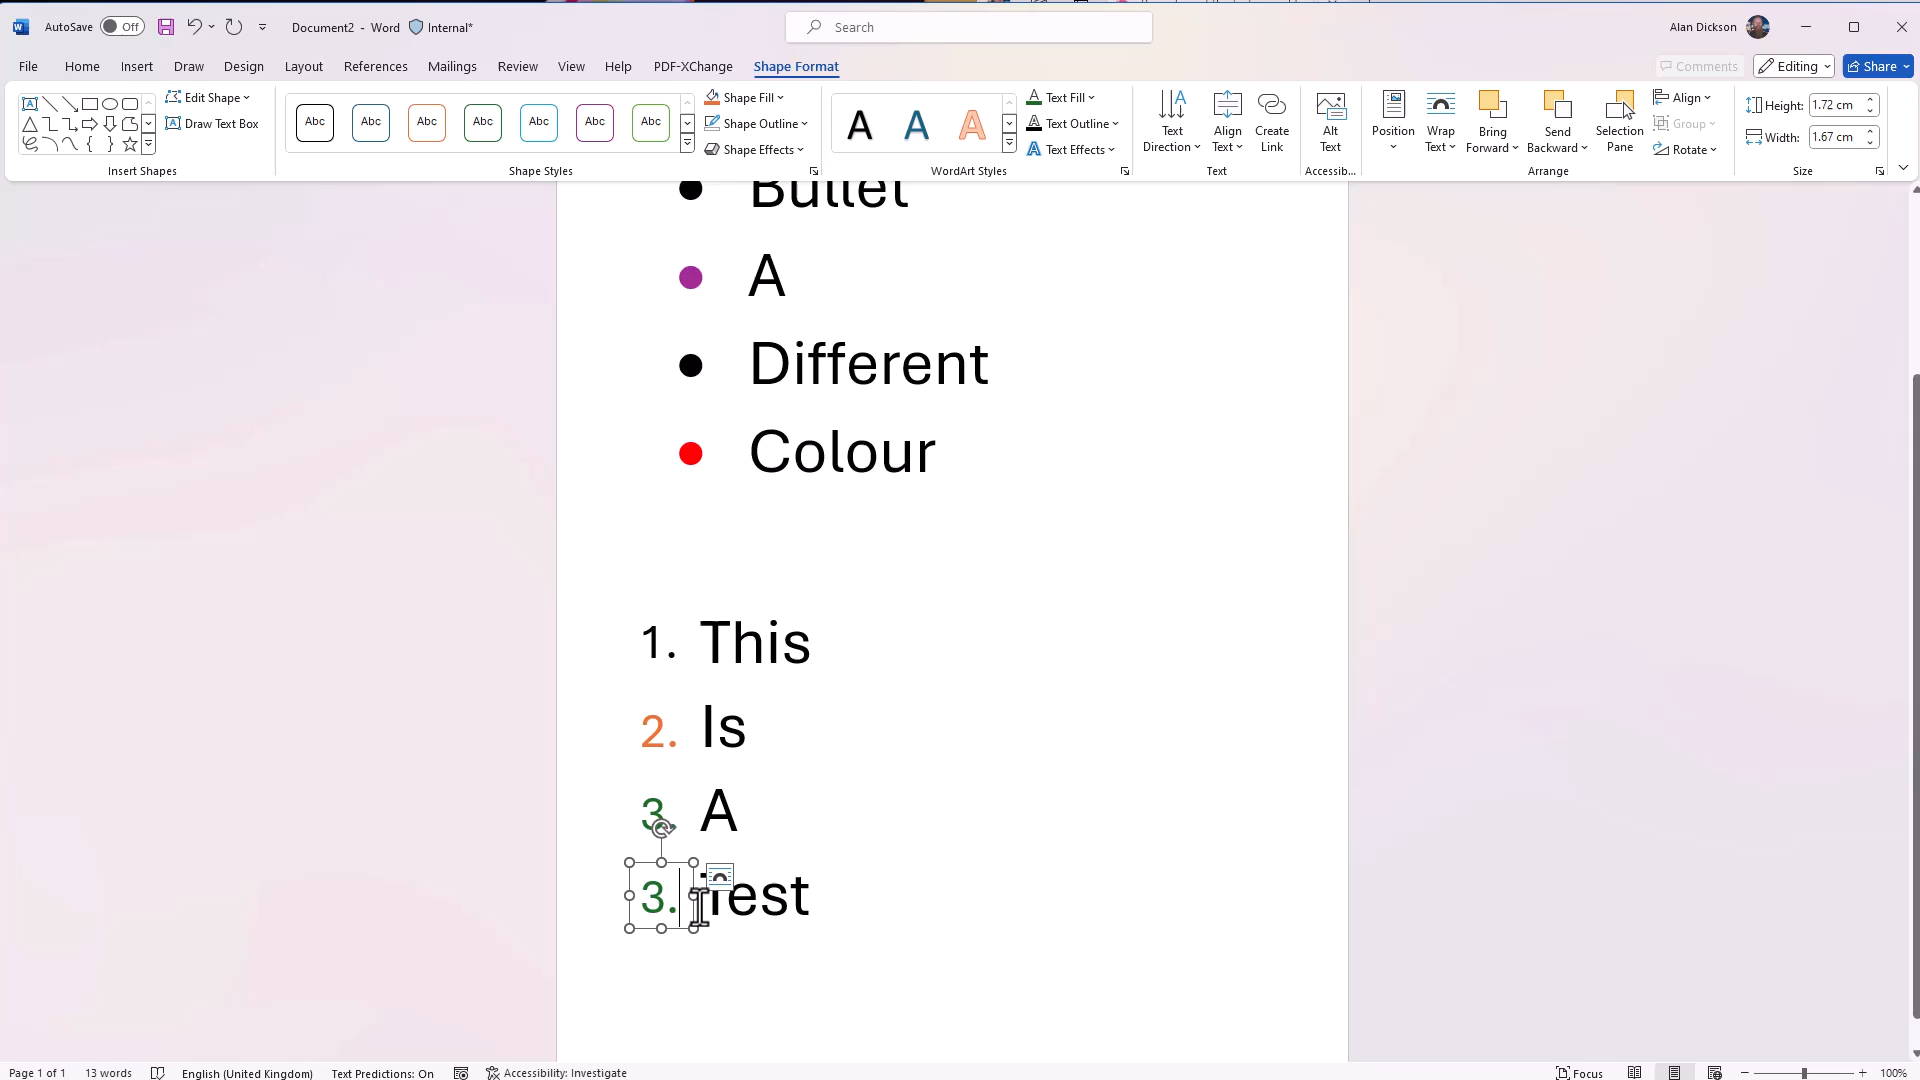 AutoSave Off Document2 - Word Internal* Search Alan Dickson
File Home Insert Draw Design Layout References Mailings Review View Help PDF-XChange Shape Format Comments Editing Share
Edit Shape
Draw Text Box
Insert Shapes
Abc Abc Abc Abc Abc Abc Abc
Shape Fill
Shape Outline
Shape Effects
Shape Styles
A A A
Text Fill
Text Outline
Text Effects
WordArt Styles
Text Direction
Align Text
Create Link
Text
Alt Text
Accessib...
Position
Wrap Text
Bring Forward
Send Backward
Selection Pane
Align
Group
Rotate
Arrange
Height: 1.72 cm
Width: 1.67 cm
Size
• Bullet
• A
• Different
• Colour
1. This
2. Is
3. A
3. Test
Page 1 of 1 13 words English (United Kingdom) Text Predictions: On Accessibility: Investigate Focus 100%